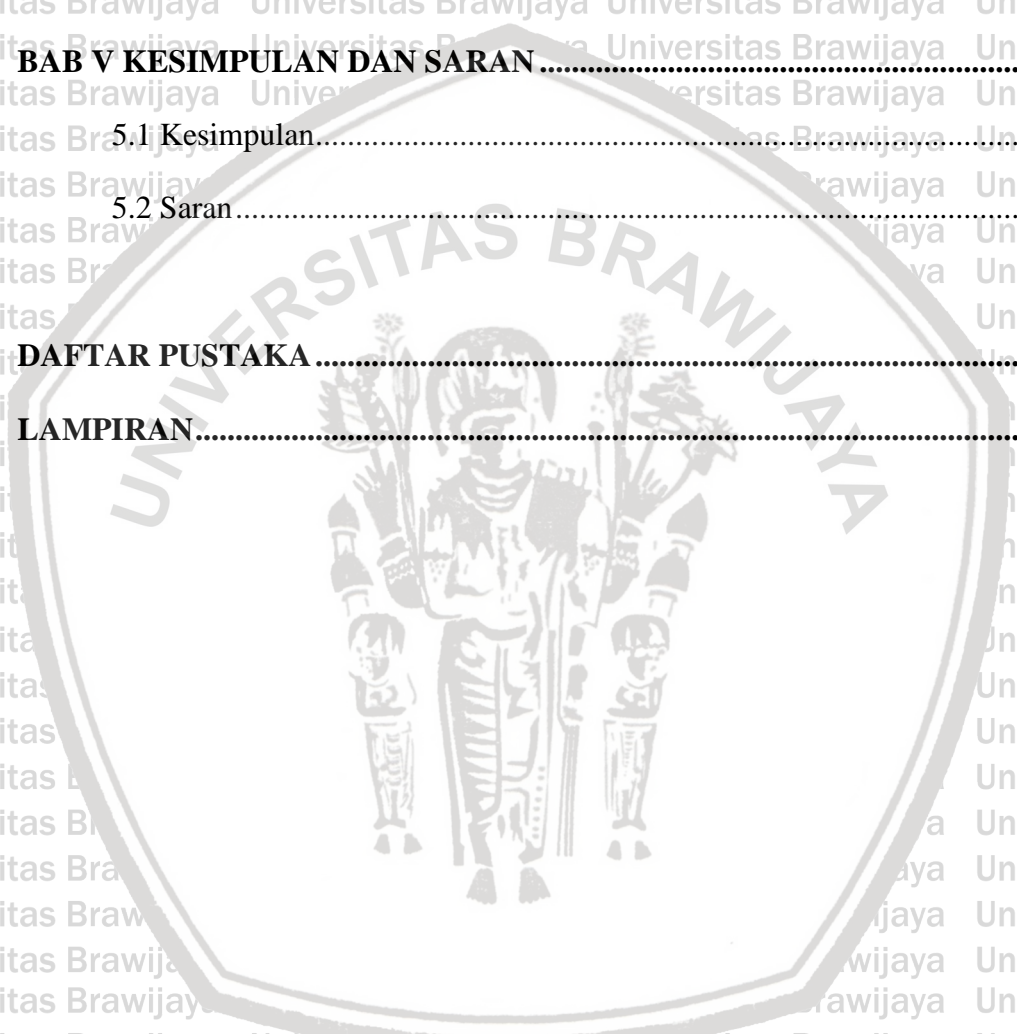 BAB V KESIMPULAN DAN SARAN ........................................................
5.1 Kesimpulan..............................................................................
5.2 Saran.......................................................................................
DAFTAR PUSTAKA ................................................................................
LAMPIRAN................................................................................................
UNIVERSITAS BRAWIJAYA